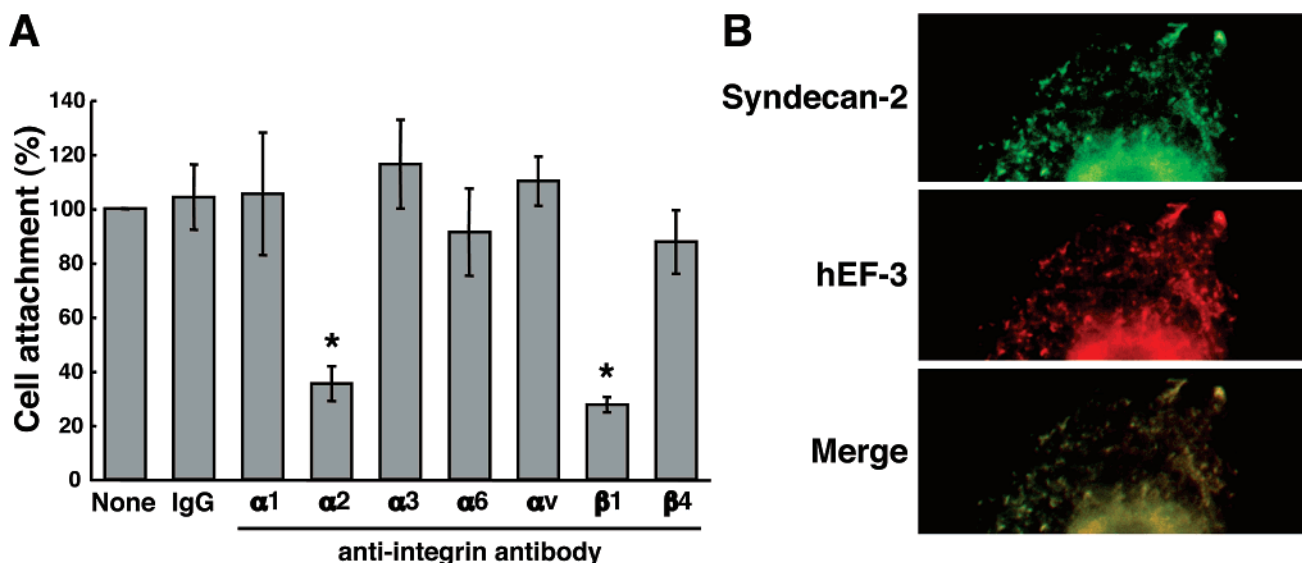 A
Cell attachment (%)
140
120
100
80
60
40
20
0
*
*
None IgG α1 α2 α3 α6 αv β1 β4
anti-integrin antibody
B
Syndecan-2
hEF-3
Merge